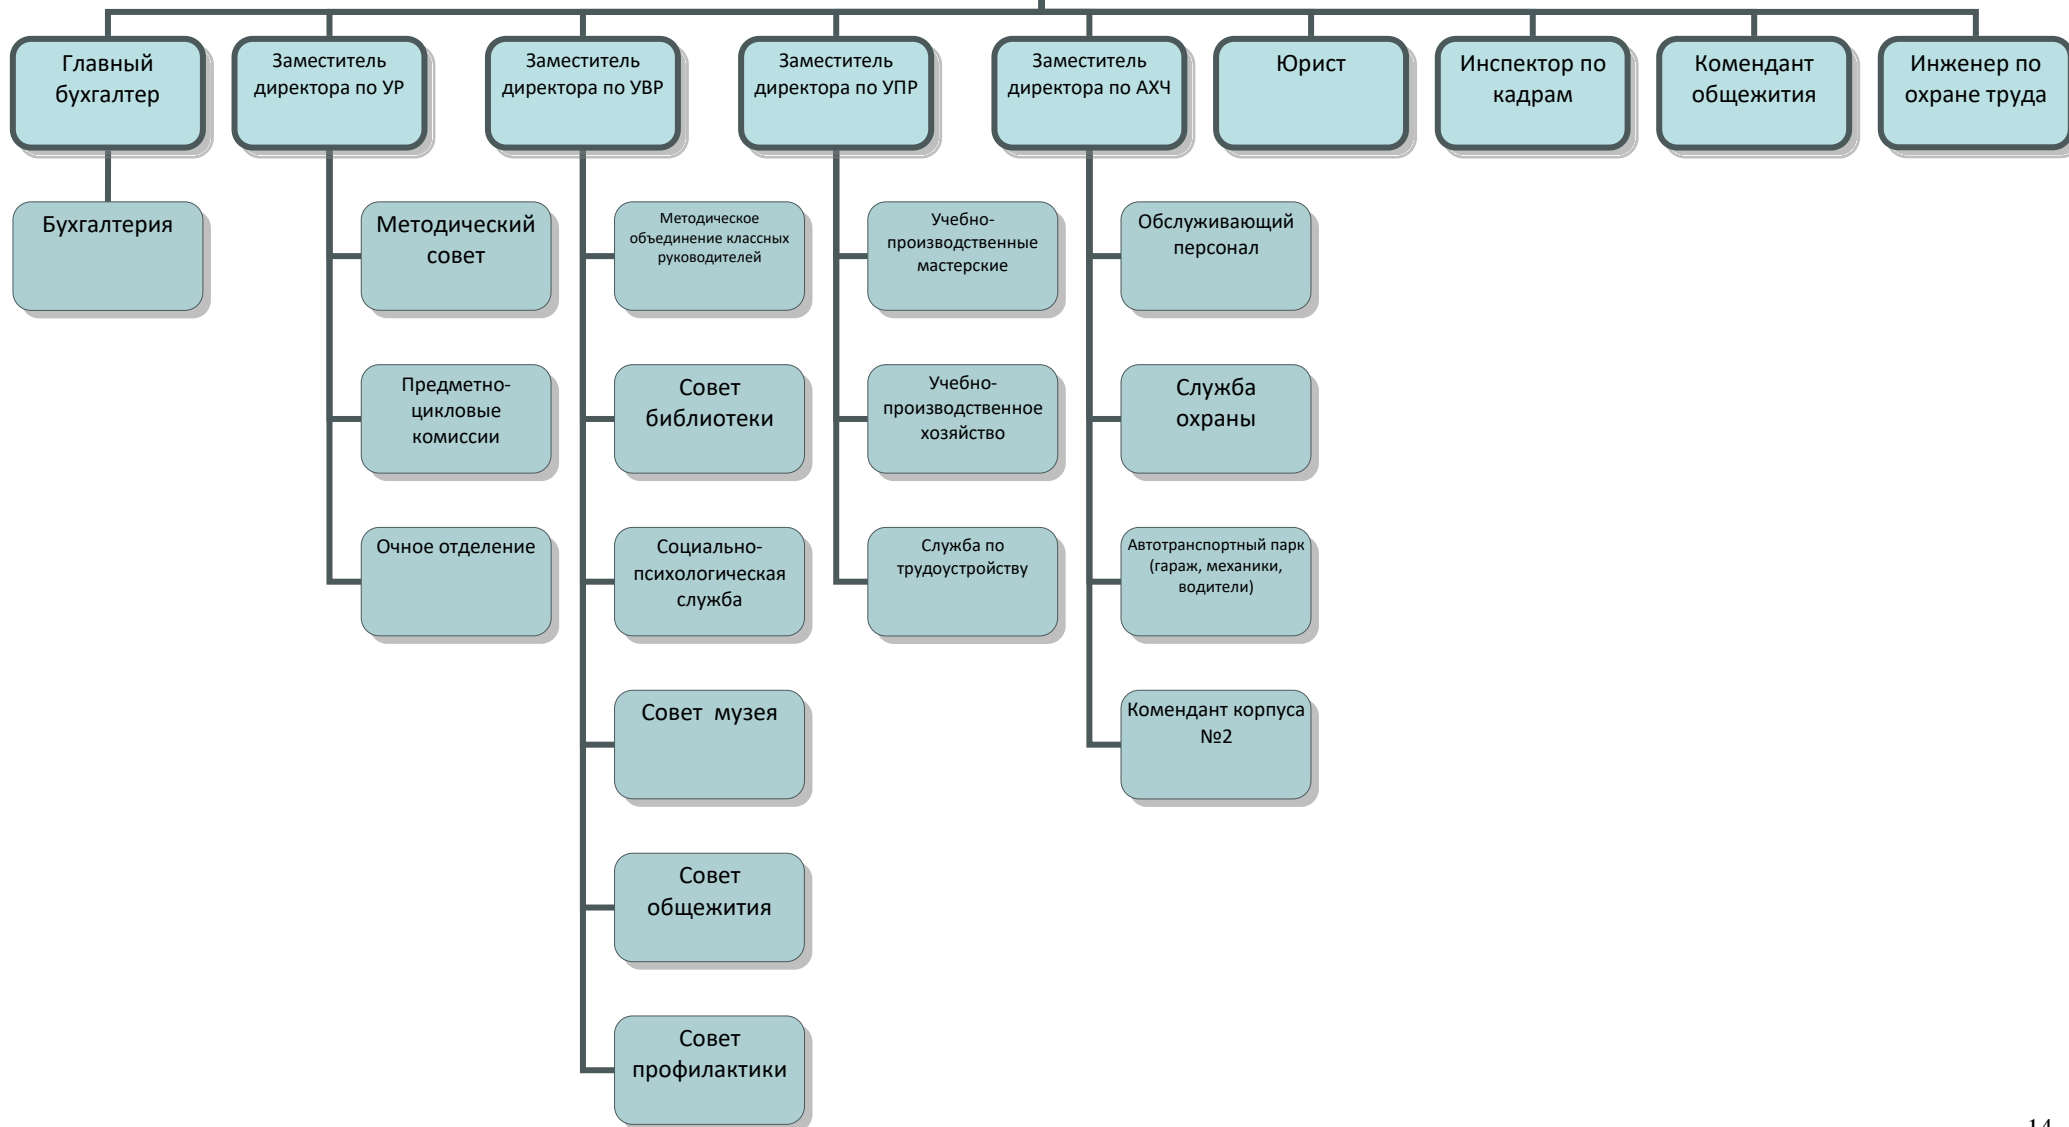 Главный
бухгалтер
Заместитель
директора по УР
Заместитель
директора по УВР
Заместитель
директора по УПР
Заместитель
директора по АХЧ
Юрист
Инспектор по
кадрам
Комендант
общежития
Инженер по
охране труда
Бухгалтерия
Методический
совет
Методическое
объединение классных
руководителей
Учебно-
производственные
мастерские
Обслуживающий
персонал
Предметно-
цикловые
комиссии
Совет
библиотеки
Учебно-
производственное
хозяйство
Служба
охраны
Очное отделение
Социально-
психологическая
служба
Служба по
трудоустройству
Автотранспортный парк
(гараж, механики,
водители)
Совет  музея
Комендант корпуса
№2
Совет
общежития
Совет
профилактики
14